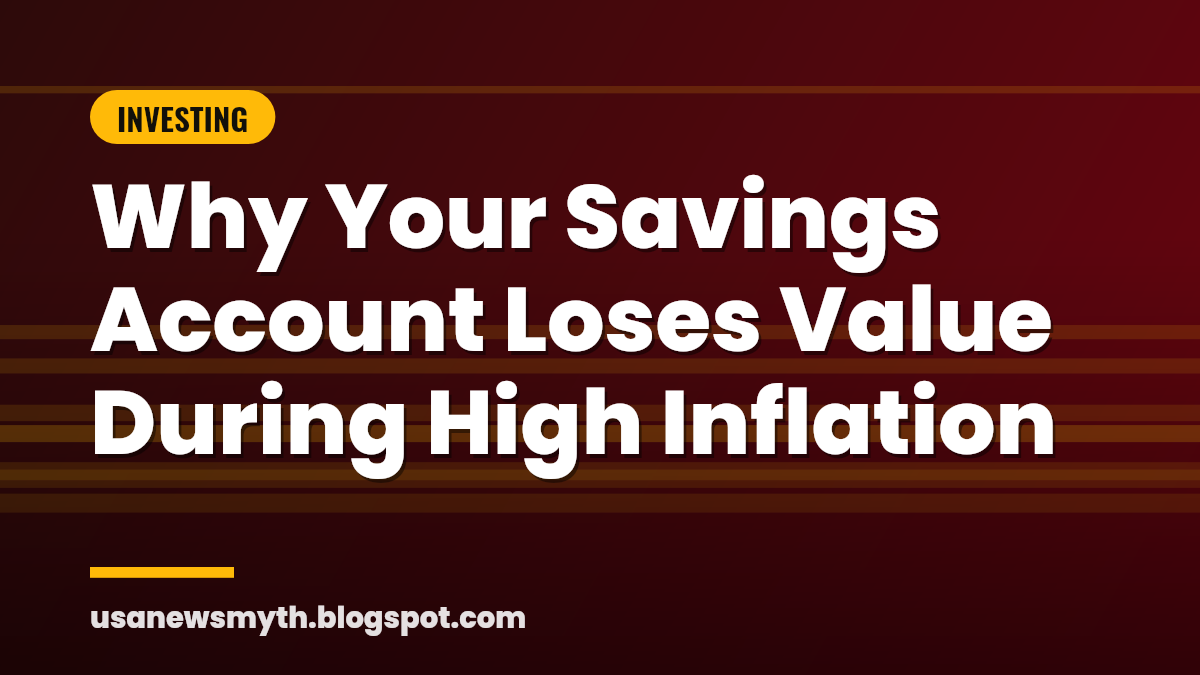 INVESTING
Why Your Savings
Account Loses Value
During High Inflation
usanewsmyth.blogspot.com